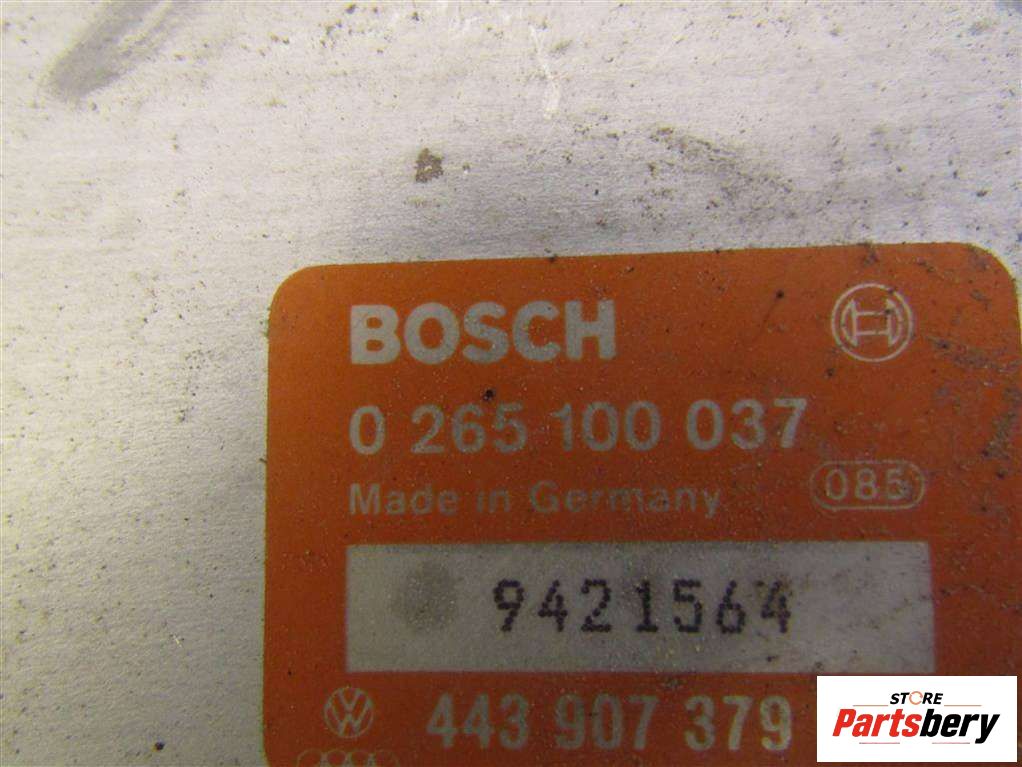 BOSCH
0 265 100 037
Made in Germany
085
9421564
443 907 379
STORE
Partsbery